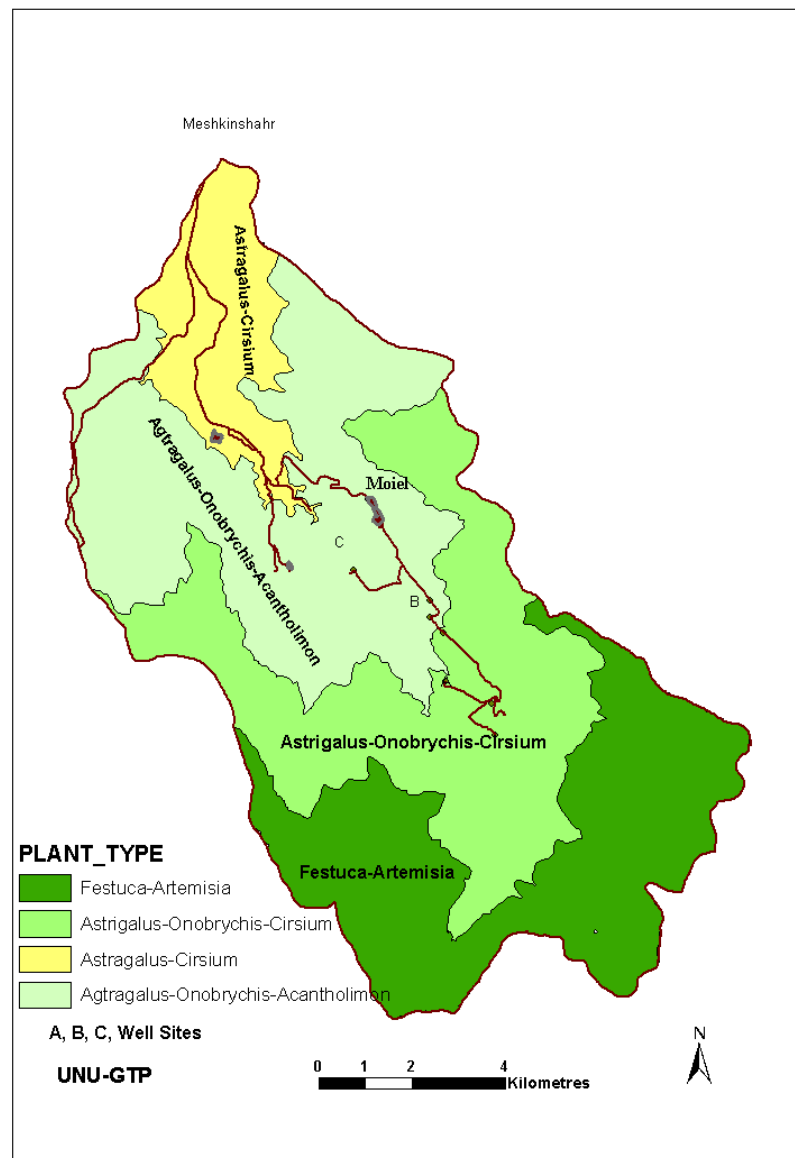 Meshkinshahr
Astragalus-Cirsium
Agtragalus-Onobrychis-Acantholimon
Moiel
C
B
Astrigalus-Onobrychis-Cirsium
Festuca-Artemisia
PLANT_TYPE
Festuca-Artemisia
Astrigalus-Onobrychis-Cirsium
Astragalus-Cirsium
Agtragalus-Onobrychis-Acantholimon
A, B, C, Well Sites
UNU-GTP
0 1 2 4
Kilometres
N